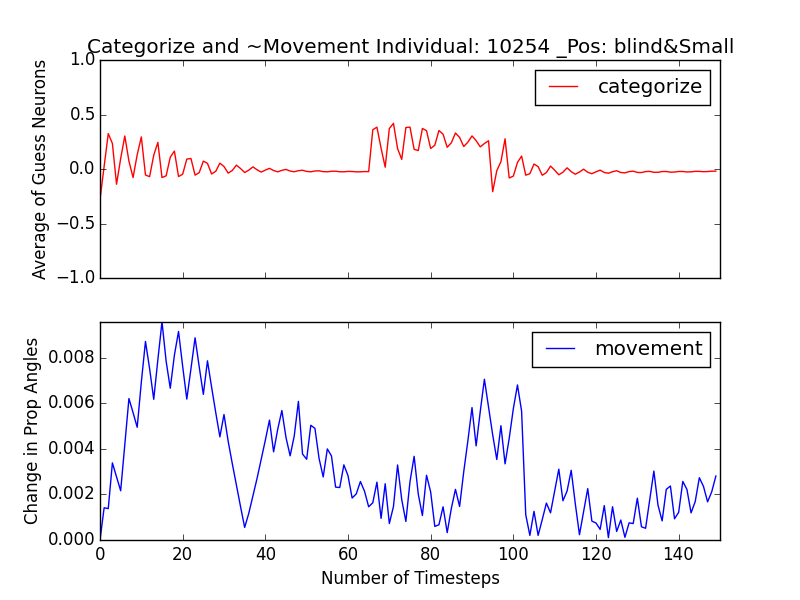 Categorize and ~Movement Individual: 10254 _Pos: blind&Small
1.0
0.5
0.0
−0.5
−1.0
Average of Guess Neurons
categorize
0.008
0.006
0.004
0.002
0.000
Change in Prop Angles
movement
0 20 40 60 80 100 120 140
Number of Timesteps